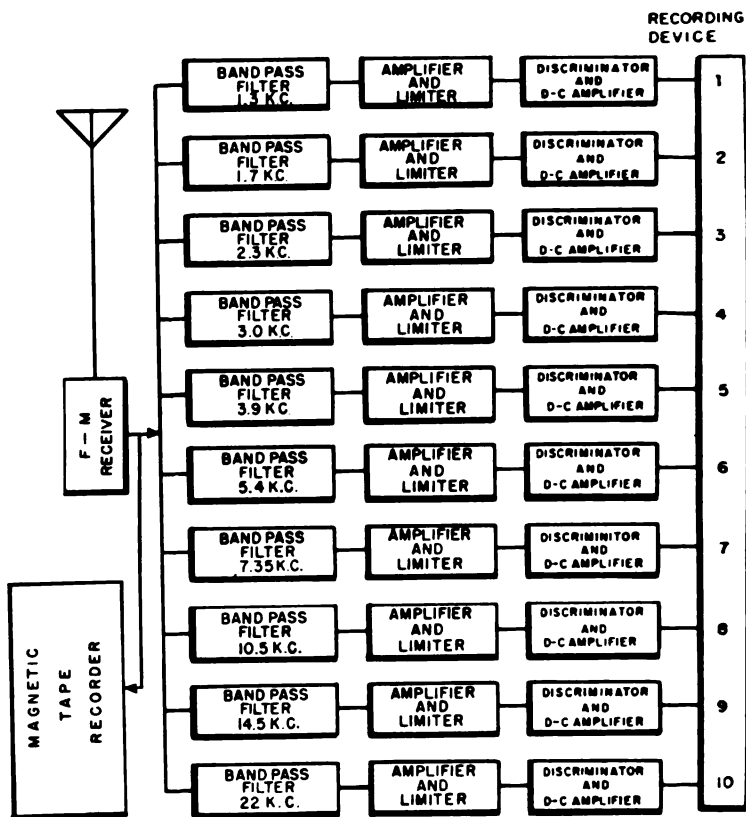 RECORDING
DEVICE
BAND PASS
FILTER
1.3 K.C.
AMPLIFIER
AND
LIMITER
DISCRIMINATOR
AND
D-C AMPLIFIER
1
BAND PASS
FILTER
1.7 K.C.
AMPLIFIER
AND
LIMITER
DISCRIMINATOR
AND
D-C AMPLIFIER
2
BAND PASS
FILTER
2.3 K.C.
AMPLIFIER
AND
LIMITER
DISCRIMINATOR
AND
D-C AMPLIFIER
3
BAND PASS
FILTER
3.0 K.C.
AMPLIFIER
AND
LIMITER
DISCRIMINATOR
AND
D-C AMPLIFIER
4
BAND PASS
FILTER
3.9 K.C.
AMPLIFIER
AND
LIMITER
DISCRIMINATOR
AND
D-C AMPLIFIER
5
F-M
RECEIVER
BAND PASS
FILTER
5.4 K.C.
AMPLIFIER
AND
LIMITER
DISCRIMINATOR
AND
D-C AMPLIFIER
6
BAND PASS
FILTER
7.35 K.C.
AMPLIFIER
AND
LIMITER
DISCRIMINITOR
AND
D-C AMPLIFIER
7
MAGNETIC
TAPE
RECORDER
BAND PASS
FILTER
10.5 K.C.
AMPLIFIER
AND
LIMITER
DISCRIMINATOR
AND
D-C AMPLIFIER
8
BAND PASS
FILTER
14.5 K.C.
AMPLIFIER
AND
LIMITER
DISCRIMINATOR
AND
D-C AMPLIFIER
9
BAND PASS
FILTER
22 K.C.
AMPLIFIER
AND
LIMITER
DISCRIMINATOR
AND
D-C AMPLIFIER
10